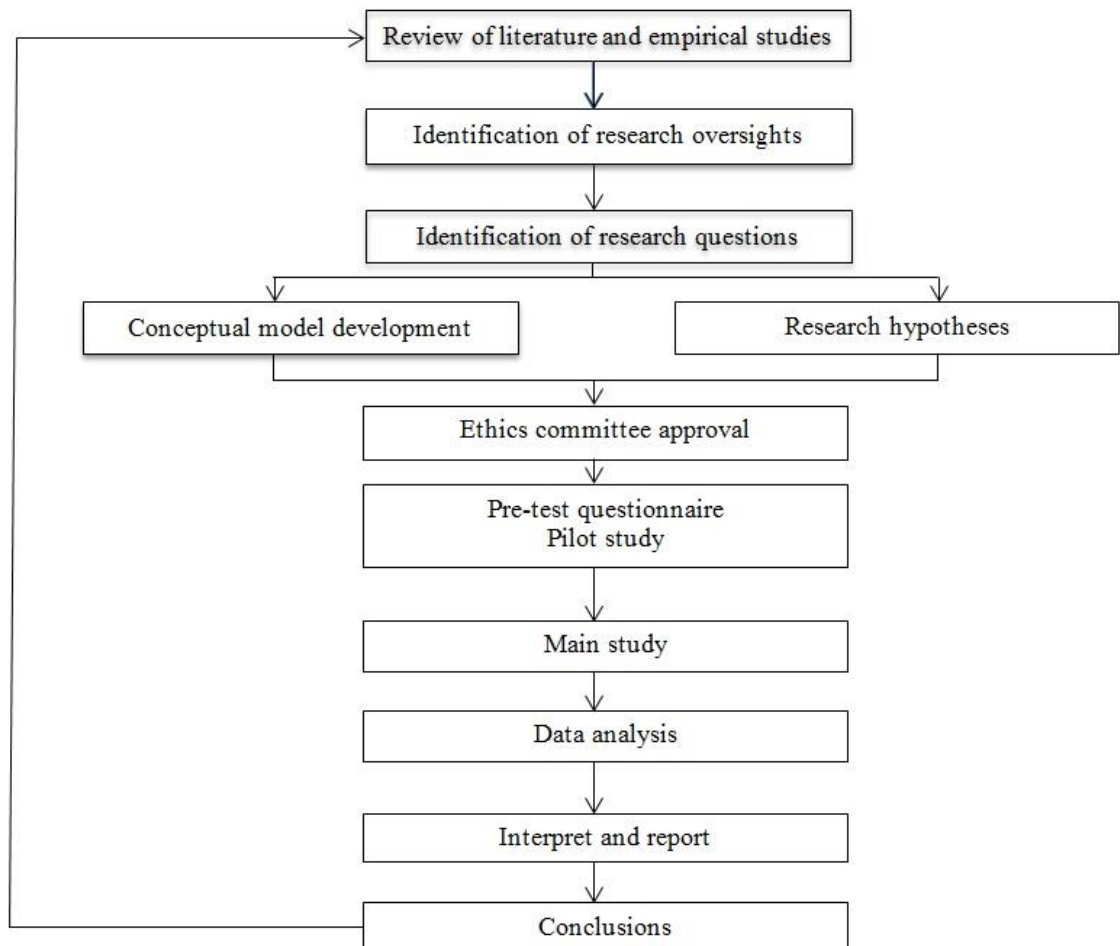 Review of literature and empirical studies
Identification of research oversights
Identification of research questions
Conceptual model development
Research hypotheses
Ethics committee approval
Pre-test questionnaire
Pilot study
Main study
Data analysis
Interpret and report
Conclusions